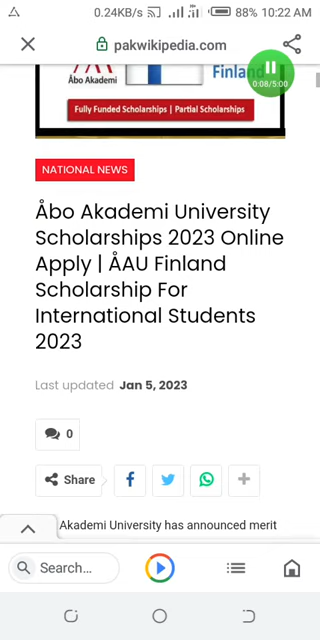 0.24KB/s 88% 10:22 AM
pakwikipedia.com
Åbo Akademi
Finland
0:08/5:00
Fully Funded Scholarships | Partial Scholarships
NATIONAL NEWS
Åbo Akademi University
Scholarships 2023 Online
Apply | ÅAU Finland
Scholarship For
International Students
2023
Last updated Jan 5, 2023
0
Share
Akademi University has announced merit
Search...